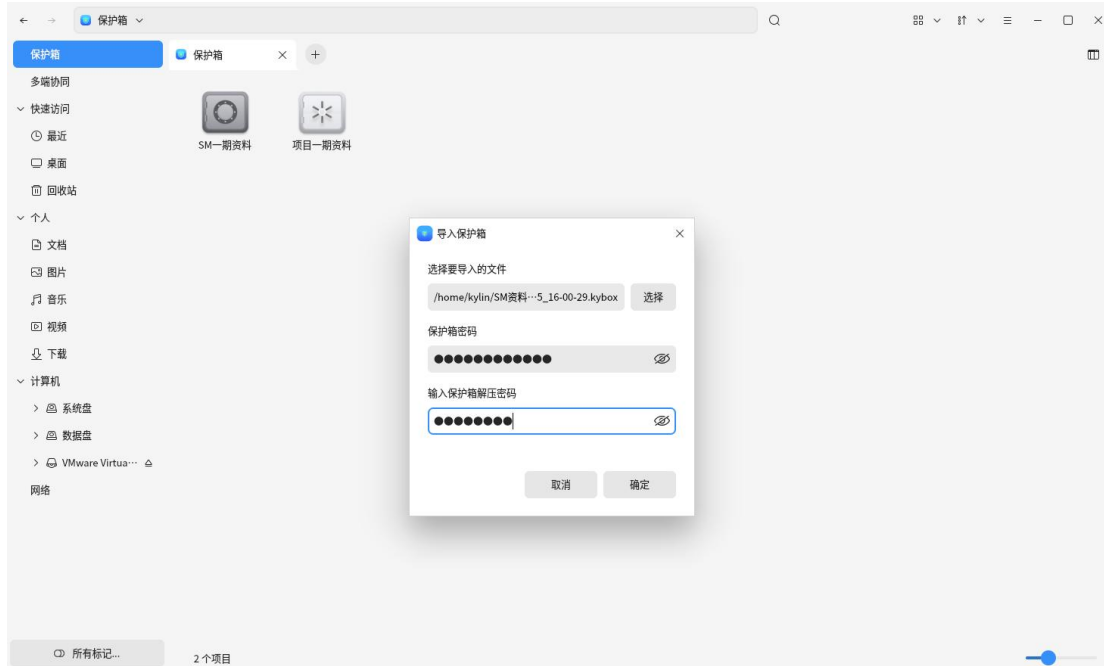 保护箱
保护箱
保护箱
多端协同
快速访问
最近
桌面
回收站
个人
文档
图片
音乐
视频
下载
计算机
系统盘
数据盘
VMware Virtua…
网络
所有标记...
SM一期资料
项目一期资料
导入保护箱
选择要导入的文件
/home/kylin/SM资料…5_16-00-29.kybox 选择
保护箱密码
输入保护箱解压密码
取消 确定
2 个项目